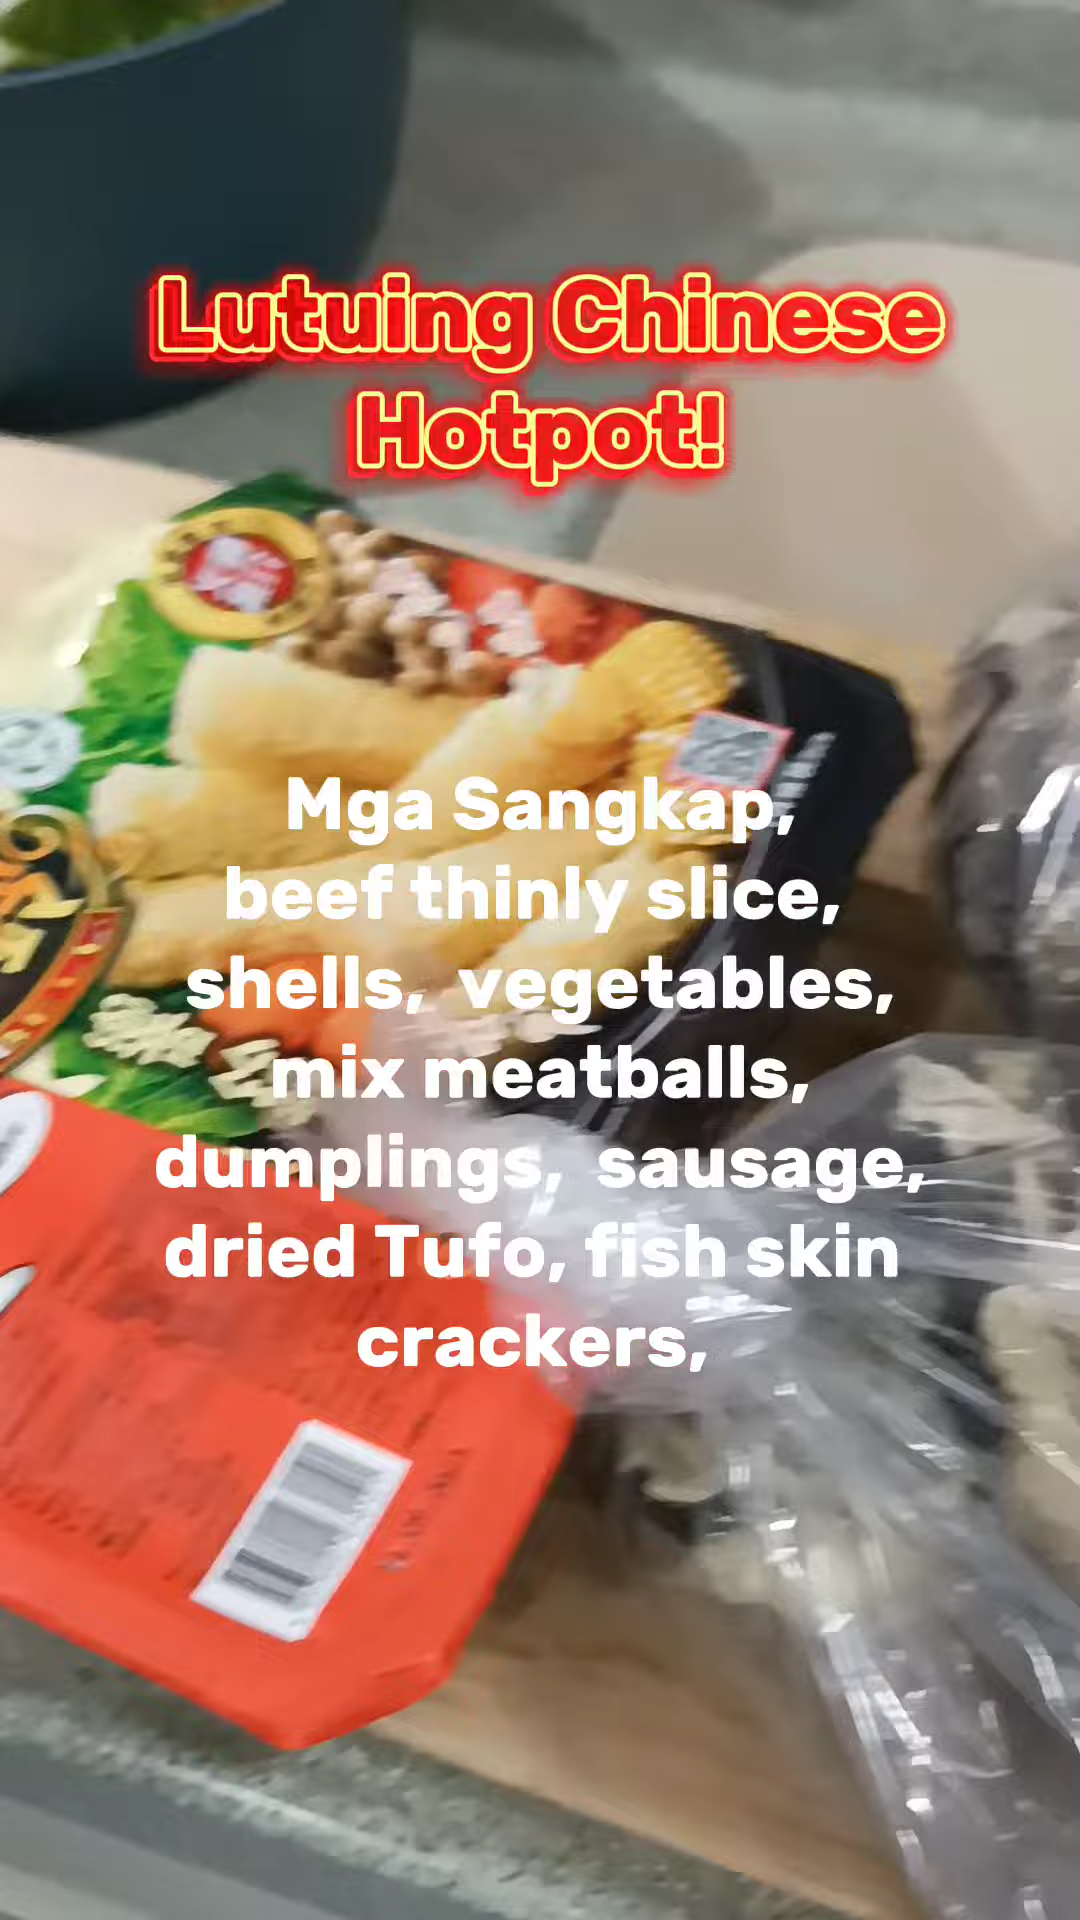 Lutuing Chinese
Hotpot!
Mga Sangkap,
beef thinly slice,
shells, vegetables,
mix meatballs,
dumplings, sausage,
dried Tufo, fish skin
crackers,